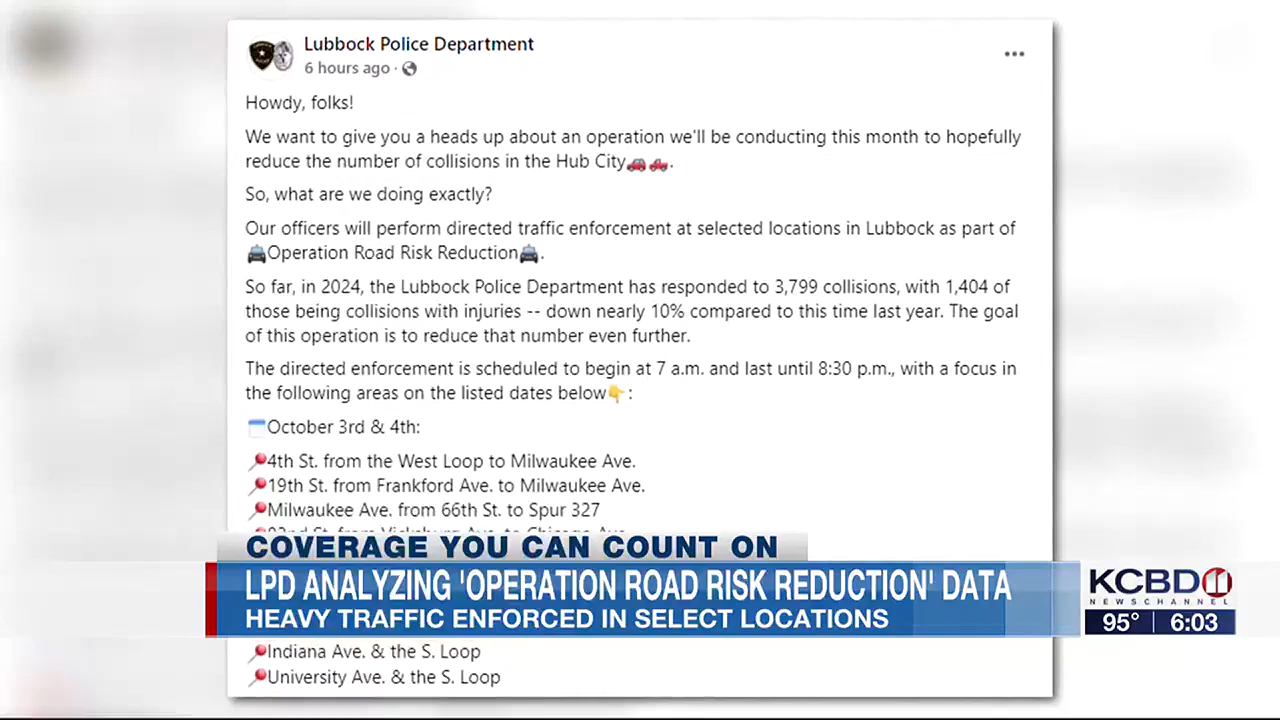 Lubbock Police Department
6 hours ago ·
Howdy, folks!
We want to give you a heads up about an operation we'll be conducting this month to hopefully
reduce the number of collisions in the Hub City🚗🛻.
So, what are we doing exactly?
Our officers will perform directed traffic enforcement at selected locations in Lubbock as part of
🚔Operation Road Risk Reduction🚔.
So far, in 2024, the Lubbock Police Department has responded to 3,799 collisions, with 1,404 of
those being collisions with injuries -- down nearly 10% compared to this time last year. The goal
of this operation is to reduce that number even further.
The directed enforcement is scheduled to begin at 7 a.m. and last until 8:30 p.m., with a focus in
the following areas on the listed dates below👇:
🗓October 3rd & 4th:
📍4th St. from the West Loop to Milwaukee Ave.
📍19th St. from Frankford Ave. to Milwaukee Ave.
📍Milwaukee Ave. from 66th St. to Spur 327
COVERAGE YOU CAN COUNT ON
LPD ANALYZING 'OPERATION ROAD RISK REDUCTION' DATA
HEAVY TRAFFIC ENFORCED IN SELECT LOCATIONS
KCBD 11
NEWSCHANNEL
95° | 6:03
📍Indiana Ave. & the S. Loop
📍University Ave. & the S. Loop